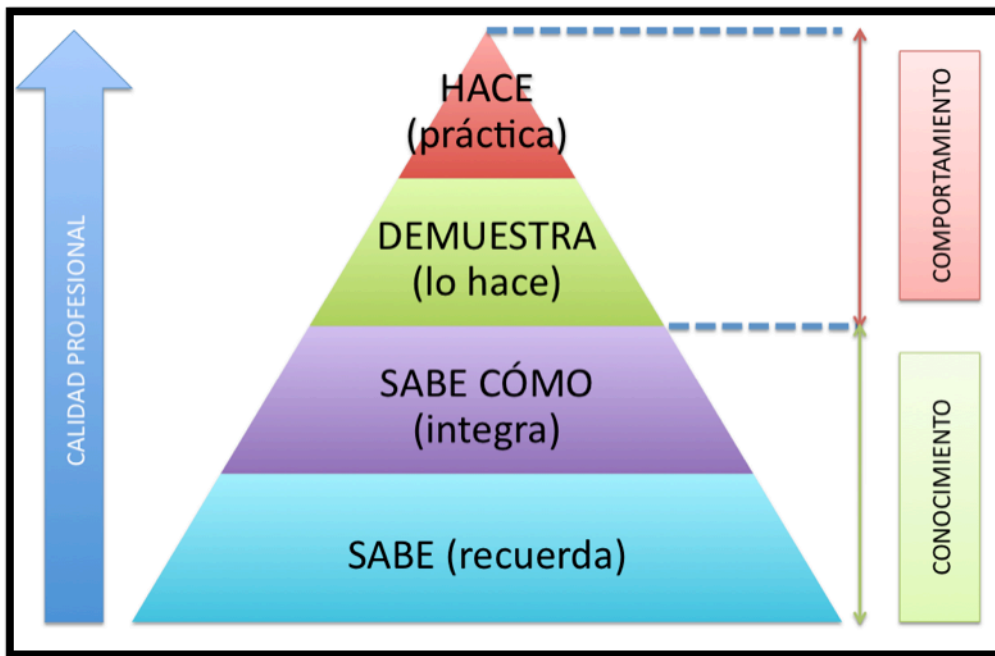 HACE
(práctica)
DEMUESTRA
(lo hace)
SABE CÓMO
(integra)
SABE (recuerda)
CALIDAD PROFESIONAL
COMPORTAMIENTO
CONOCIMIENTO